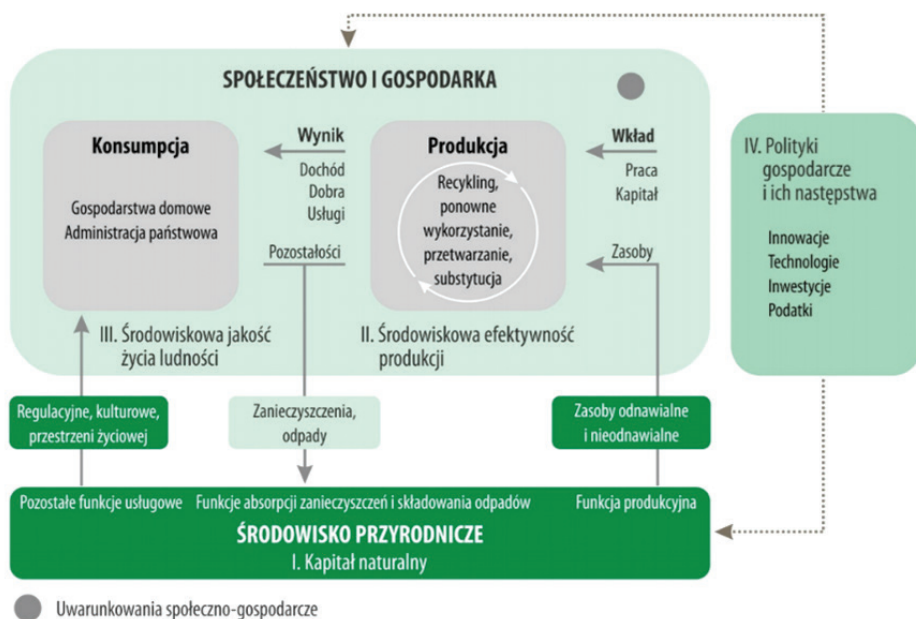 SPOŁECZEŃSTWO I GOSPODARKA
Konsumpcja
Gospodarstwa domowe
Administracja państwowa
Wynik
Dochód
Dobra
Usługi
Pozostałości
Produkcja
Recykling,
ponowne
wykorzystanie,
przetwarzanie,
substytucja
Wkład
Praca
Kapitał
Zasoby
III. Środowiskowa jakość
życia ludności
II. Środowiskowa efektywność
produkcji
IV. Polityki
gospodarcze
i ich następstwa
Innowacje
Technologie
Inwestycje
Podatki
Regulacyjne, kulturowe,
przestrzeni życiowej
Zanieczyszczenia,
odpady
Zasoby odnawialne
i nieodnawialne
Pozostałe funkcje usługowe
Funkcje absorpcji zanieczyszczeń i składowania odpadów
Funkcja produkcyjna
ŚRODOWISKO PRZYRODNICZE
I. Kapitał naturalny
Uwarunkowania społeczno-gospodarcze